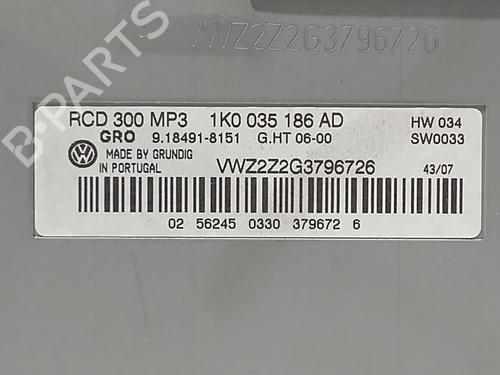 VWZ2Z2G3796726
RCD 300 MP3 1K0 035 186 AD HW 034
GRO 9.18491-8151 G.HT 06-00 SW0033
MADE BY GRUNDIG
IN PORTUGAL
VWZ2Z2G3796726 43/07
02 56245 0330 379672 6
B-PARTS